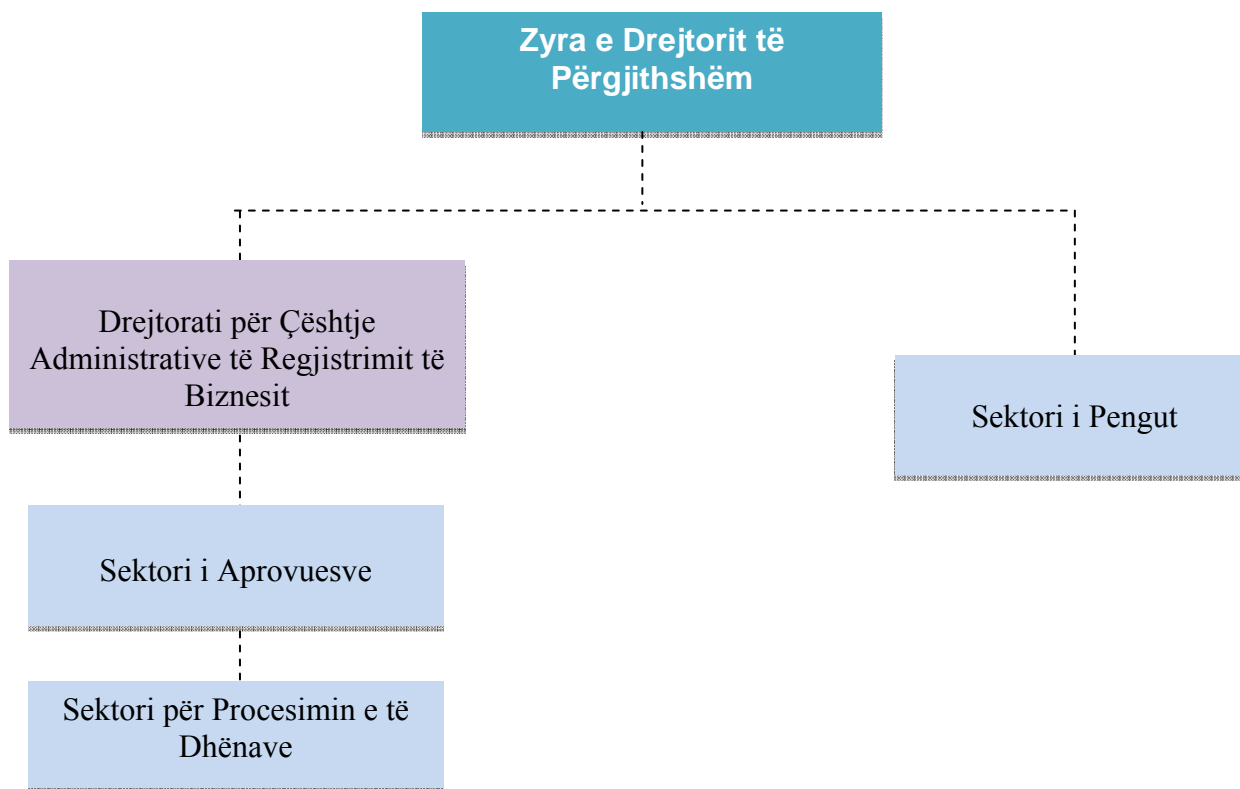 Zyra e Drejtorit të
Përgjithshëm
Drejtorati për Çështje
Administrative të Regjistrimit të
Biznesit
Sektori i Pengut
Sektori i Aprovuesve
Sektori për Procesimin e të
Dhënave